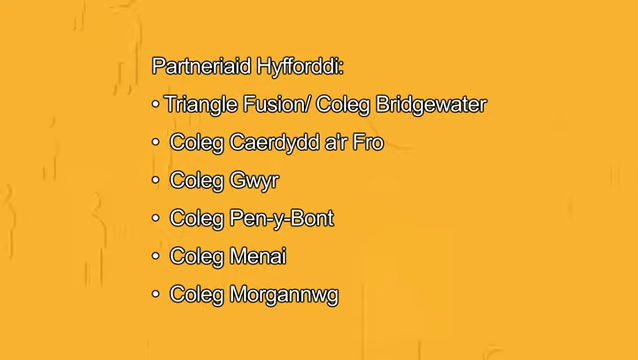 Partneriaid Hyfforddi:
• Triangle Fusion/ Coleg Bridgewater
• Coleg Caerdydd a'r Fro
• Coleg Gwyr
• Coleg Pen-y-Bont
• Coleg Menai
• Coleg Morgannwg